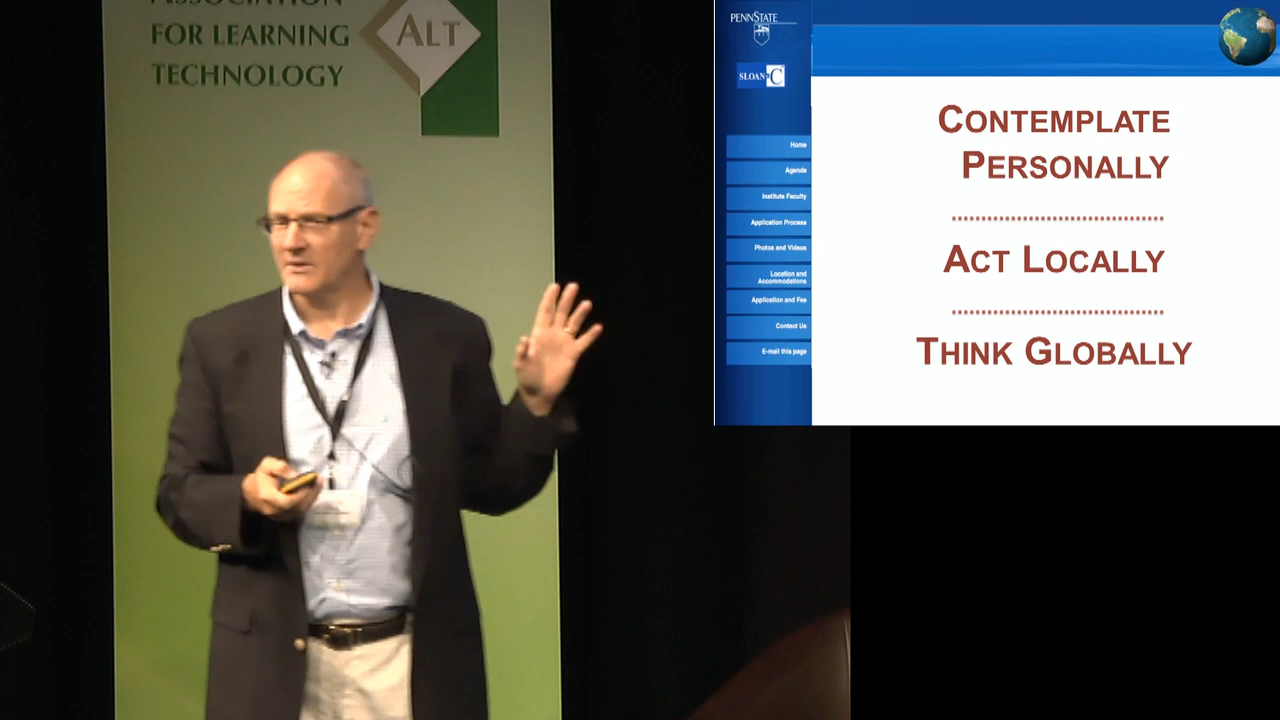 ASSOCIATION
FOR LEARNING
TECHNOLOGY
ALT
PENNSTATE
SLOAN-C
Home
Agenda
Institute Faculty
Application Process
Photos and Videos
Location and
Accommodations
Application and Fee
Contact Us
E-mail this page
CONTEMPLATE
PERSONALLY
ACT LOCALLY
THINK GLOBALLY